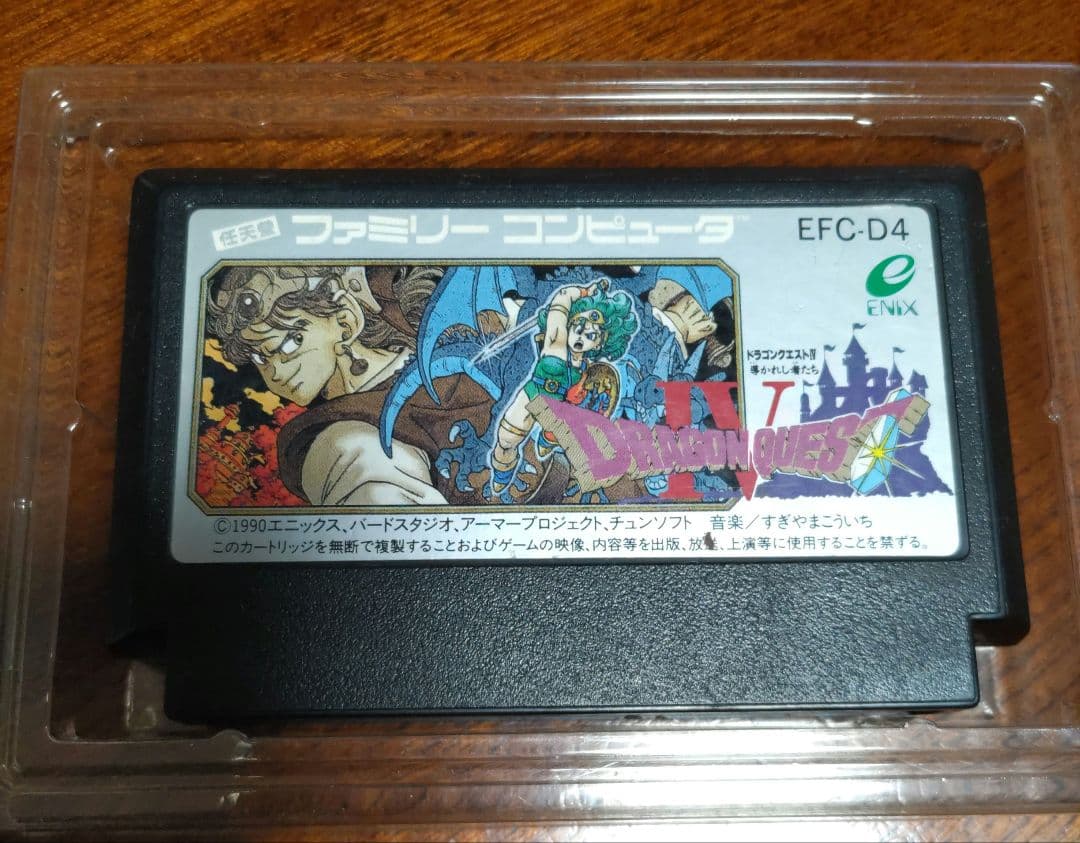 任天堂 ファミリー コンピュータ™ EFC-D4
e
ENIX
ドラゴンクエストIV
導かれし者たち
IV
DRAGON QUEST
©1990エニックス、バードスタジオ、アーマープロジェクト、チュンソフト 音楽/すぎやまこういち
このカートリッジを無断で複製することおよびゲームの映像、内容等を出版、放送、上演等に使用することを禁ずる。